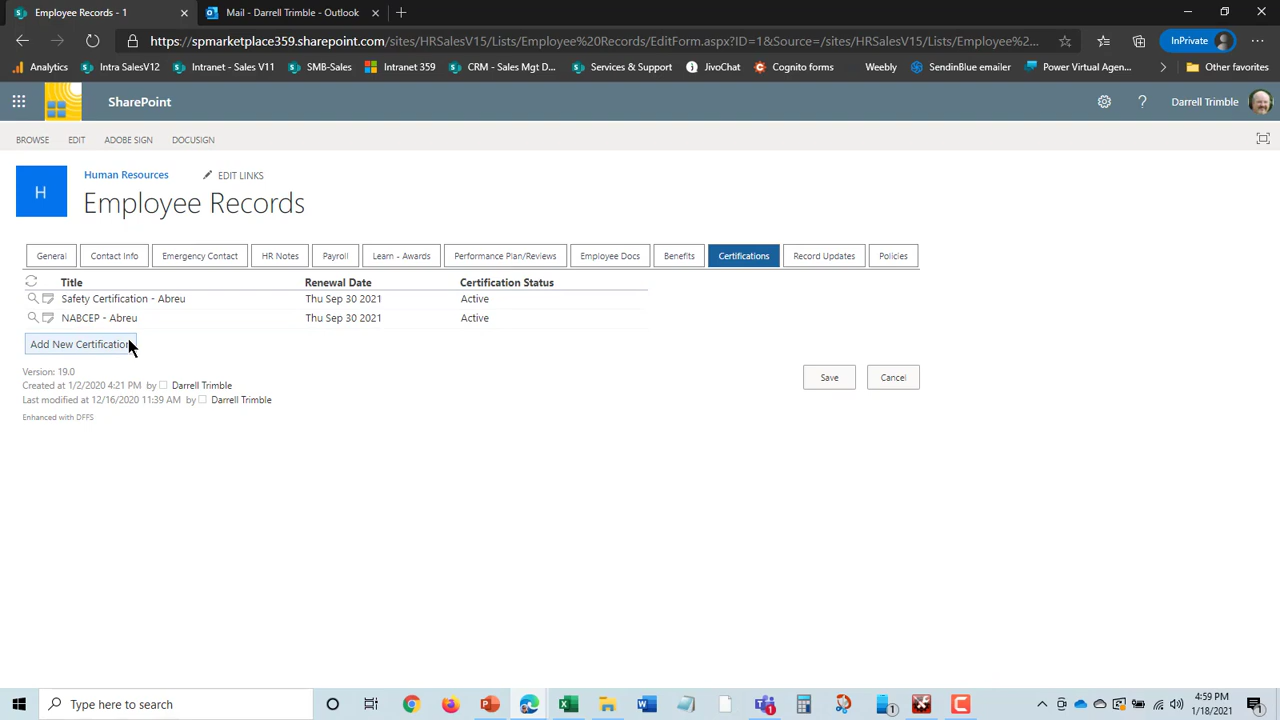 Employee Records - 1
Mail - Darrell Trimble - Outlook
https://spmarketplace359.sharepoint.com/sites/HRSalesV15/Lists/Employee%20Records/EditForm.aspx?ID=1&Source=/sites/HRSalesV15/Lists/Employee%2...
InPrivate
Analytics
Intra SalesV12
Intranet - Sales V11
SMB-Sales
Intranet 359
CRM - Sales Mgt D...
Services & Support
JivoChat
Cognito forms
Weebly
SendinBlue emailer
Power Virtual Agen...
Other favorites
SharePoint
Darrell Trimble
BROWSE EDIT ADOBE SIGN DOCUSIGN
H
Human Resources
EDIT LINKS
Employee Records
General Contact Info Emergency Contact HR Notes Payroll Learn - Awards Performance Plan/Reviews Employee Docs Benefits Certifications Record Updates Policies
Title Renewal Date Certification Status
Safety Certification - Abreu Thu Sep 30 2021 Active
NABCEP - Abreu Thu Sep 30 2021 Active
Add New Certification
Version: 19.0
Save Cancel
Created at 1/2/2020 4:21 PM by Darrell Trimble
Last modified at 12/16/2020 11:39 AM by Darrell Trimble
Enhanced with DFFS
Type here to search
4:59 PM
1/18/2021